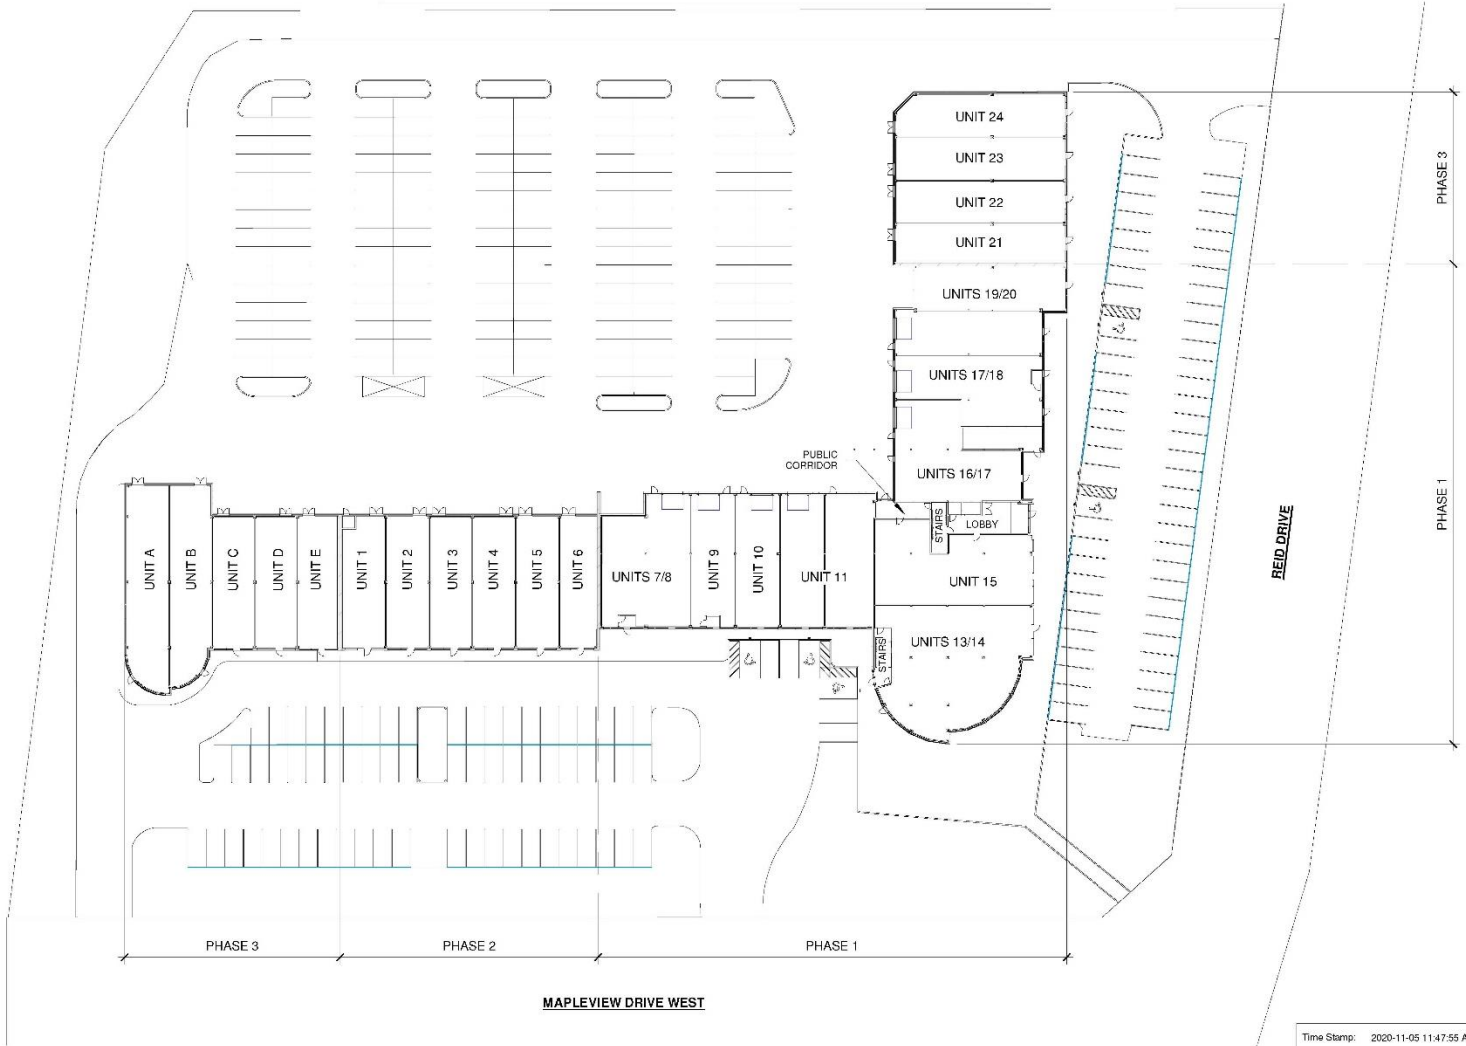 UNIT 24
UNIT 23
UNIT 22
UNIT 21
UNITS 19/20
UNITS 17/18
UNITS 16/17
PUBLIC
CORRIDOR
STAIRS
LOBBY
UNIT 15
UNITS 13/14
STAIRS
UNIT A
UNIT B
UNIT C
UNIT D
UNIT E
UNIT 1
UNIT 2
UNIT 3
UNIT 4
UNIT 5
UNIT 6
UNITS 7/8
UNIT 9
UNIT 10
UNIT 11
PHASE 3
PHASE 1
REID DRIVE
PHASE 3
PHASE 2
PHASE 1
MAPLEVIEW DRIVE WEST
Time Stamp: 2020-11-05 11:47:55 A